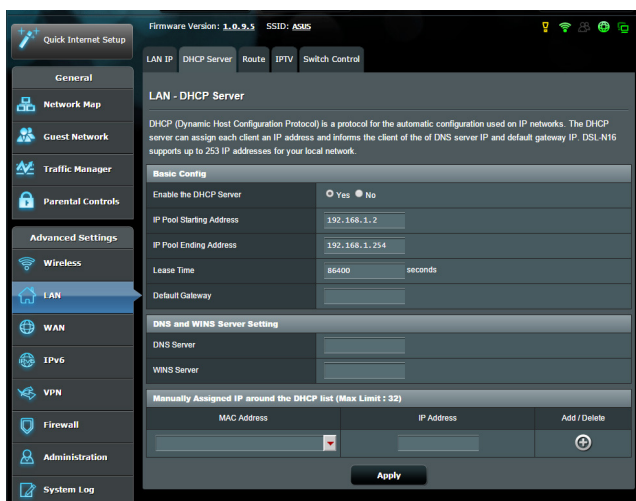 Quick Internet Setup
General
Network Map
Guest Network
Traffic Manager
Parental Controls
Advanced Settings
Wireless
LAN
WAN
IPv6
VPN
Firewall
Administration
System Log
Firmware Version: 1.0.9.5 SSID: ASUS
LAN IP DHCP Server Route IPTV Switch Control
LAN - DHCP Server
DHCP (Dynamic Host Configuration Protocol) is a protocol for the automatic configuration used on IP networks. The DHCP
server can assign each client an IP address and informs the client of the of DNS server IP and default gateway IP. DSL-N16
supports up to 253 IP addresses for your local network.
Basic Config
Enable the DHCP Server Yes No
IP Pool Starting Address 192.168.1.2
IP Pool Ending Address 192.168.1.254
Lease Time 86400 seconds
Default Gateway
DNS and WINS Server Setting
DNS Server
WINS Server
Manually Assigned IP around the DHCP list (Max Limit : 32)
MAC Address IP Address Add / Delete
Apply